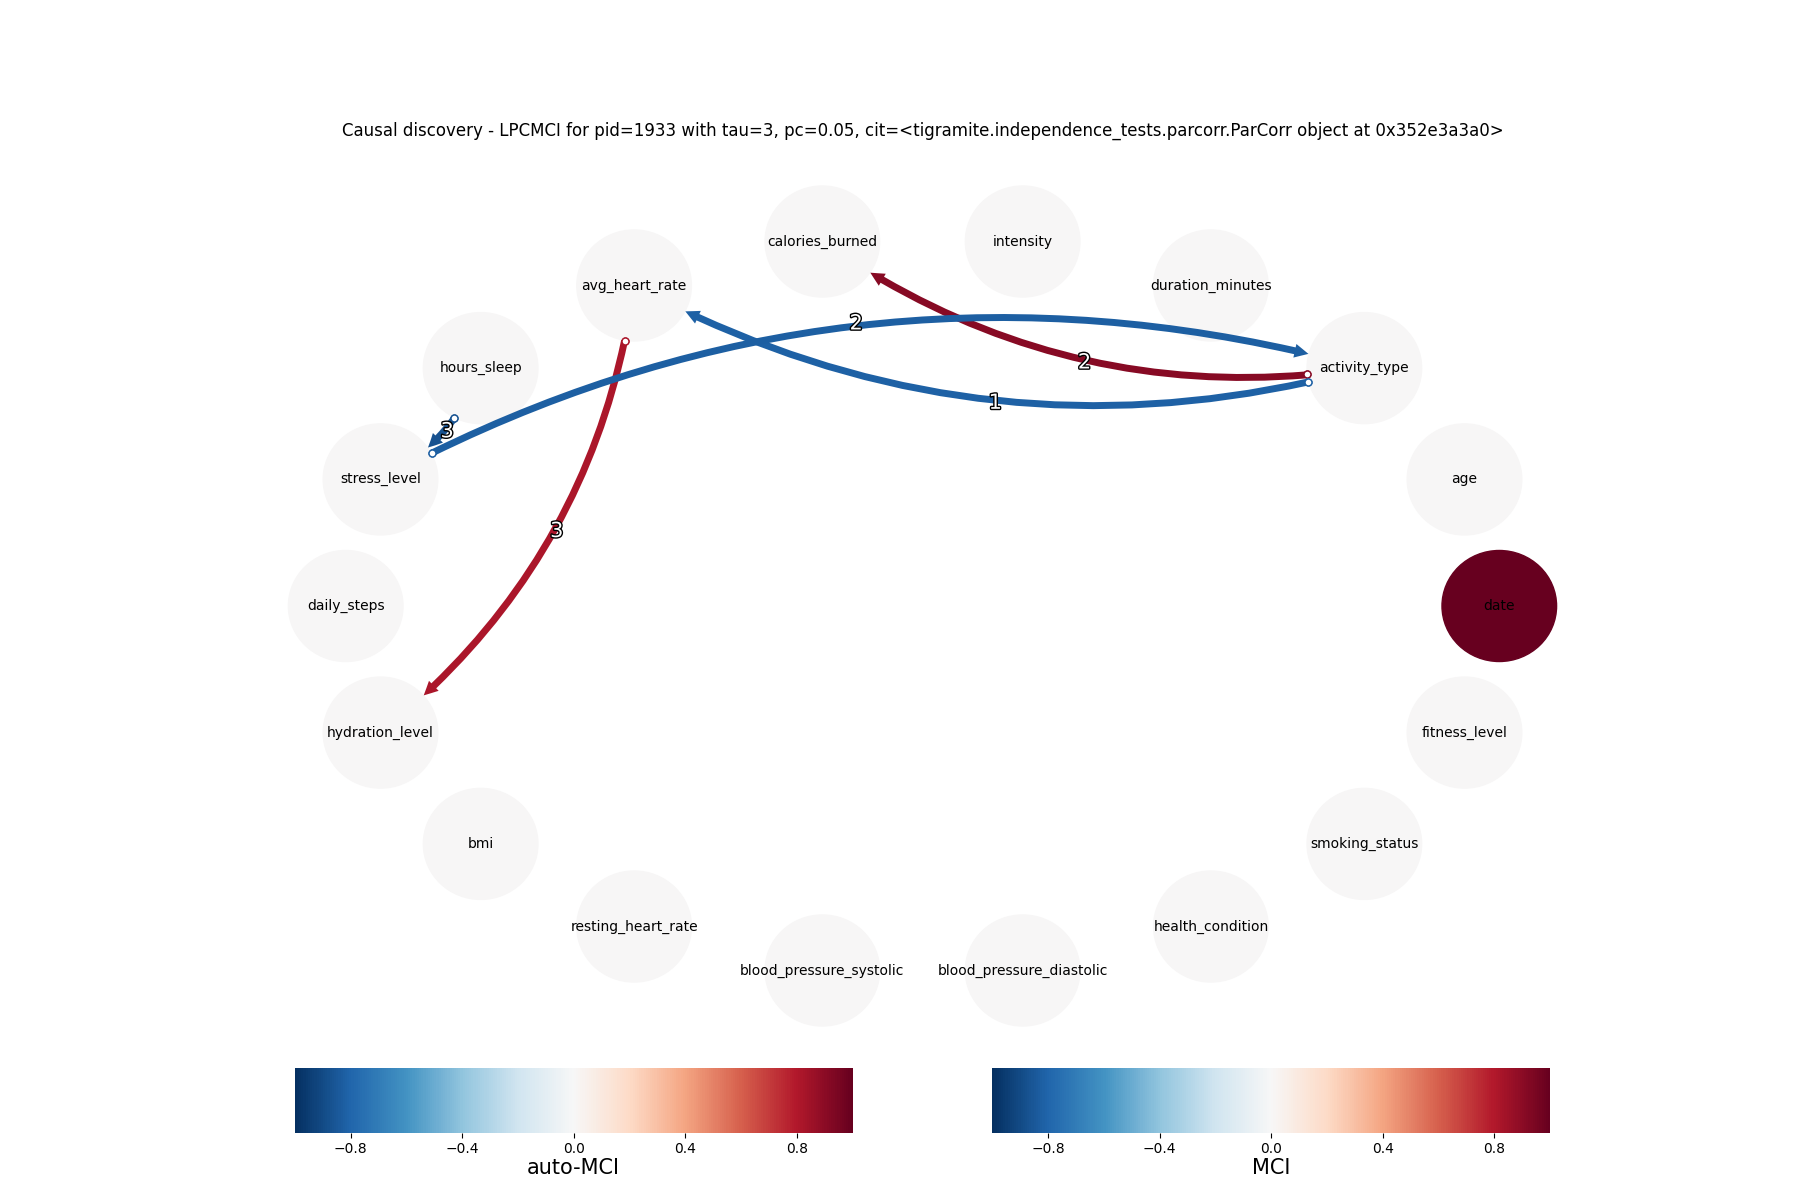 Causal discovery - LPCMCI for pid=1933 with tau=3, pc=0.05, cit=<tigramite.independence_tests.parcorr.ParCorr object at 0x352e3a3a0>
calories_burned
intensity
avg_heart_rate
duration_minutes
2
2
hours_sleep
activity_type
1
3
stress_level
age
3
daily_steps
date
hydration_level
fitness_level
bmi
smoking_status
resting_heart_rate
health_condition
blood_pressure_systolic
blood_pressure_diastolic
−0.8 −0.4 0.0 0.4 0.8
auto-MCI
−0.8 −0.4 0.0 0.4 0.8
MCI